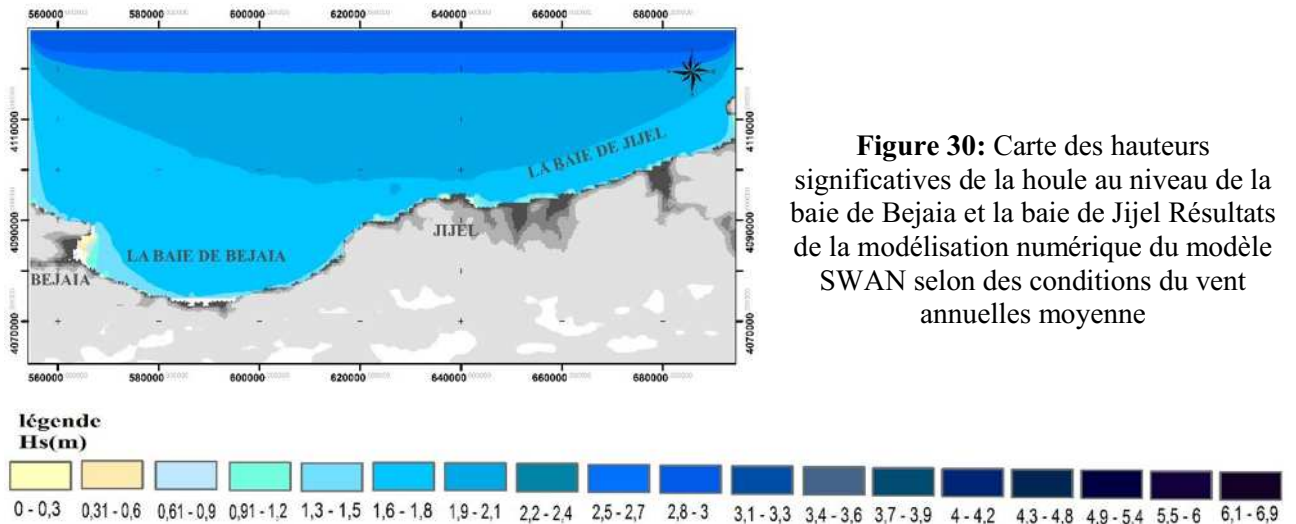 560000 580000 600000 620000 640000 660000 680000
4110000 4110000
4090000 4090000
4070000 4070000
LA BAIE DE JIJEL
JIJEL
LA BAIE DE BEJAIA
BEJAIA
560000 580000 600000 620000 640000 660000 680000
Figure 30: Carte des hauteurs
significatives de la houle au niveau de la
baie de Bejaia et la baie de Jijel Résultats
de la modélisation numérique du modèle
SWAN selon des conditions du vent
annuelles moyenne
légende
Hs(m)
0 - 0,3 0,31 - 0,6 0,61 - 0,9 0,91 - 1,2 1,3 - 1,5 1,6 - 1,8 1,9 - 2,1 2,2 - 2,4 2,5 - 2,7 2,8 - 3 3,1 - 3,3 3,4 - 3,6 3,7 - 3,9 4 - 4,2 4,3 - 4,8 4,9 - 5,4 5,5 - 6 6,1 - 6,9